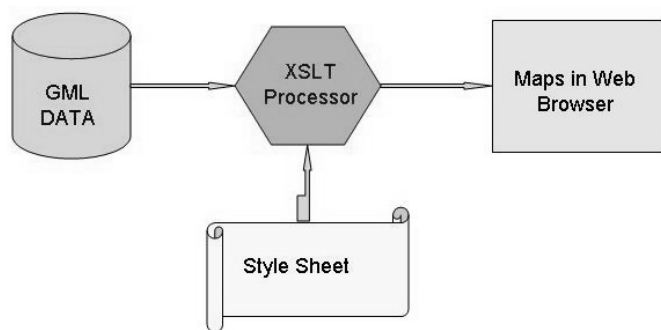 GML
DATA
XSLT
Processor
Maps in Web
Browser
Style Sheet